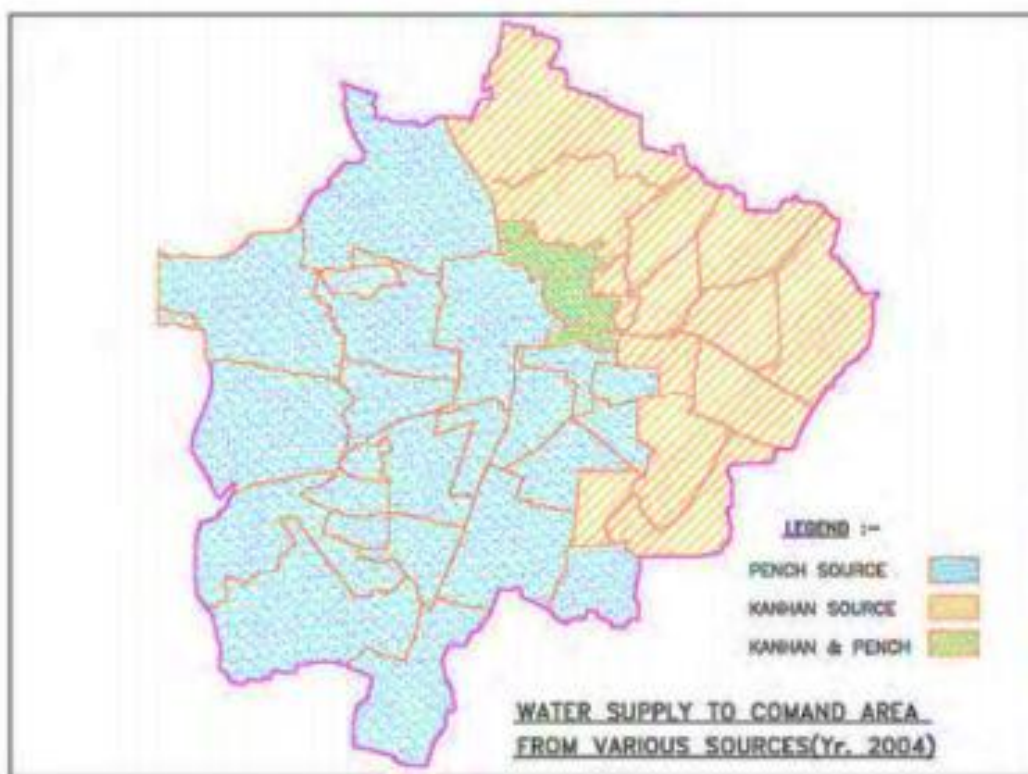 LEGEND :-
PENCH SOURCE
KANHAN SOURCE
KANHAN & PENCH
WATER SUPPLY TO COMAND AREA
FROM VARIOUS SOURCES(Yr. 2004)